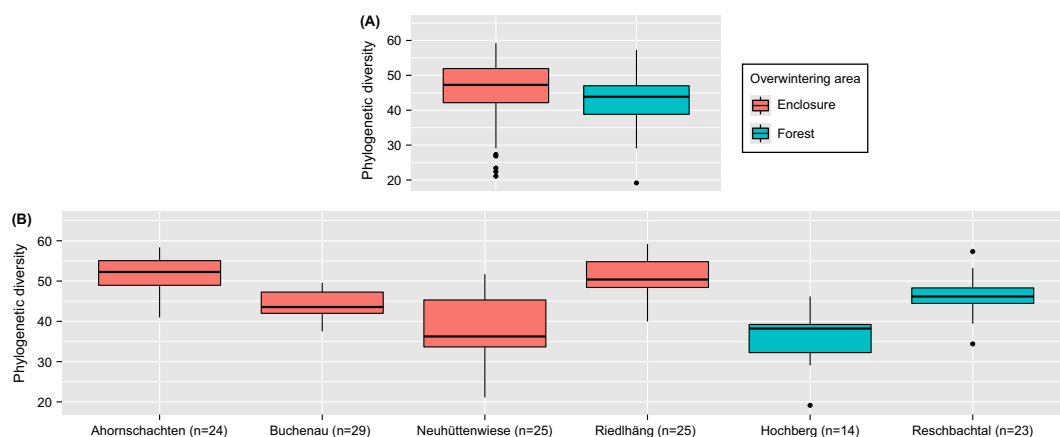 (A)
Phylogenetic diversity
60
50
40
30
20
Overwintering area
Enclosure
Forest
(B)
Phylogenetic diversity
60
50
40
30
20
Ahornschachten (n=24) Buchenau (n=29) Neuhüttenwiese (n=25) Riedlhäng (n=25) Hochberg (n=14) Reschbachtal (n=23)